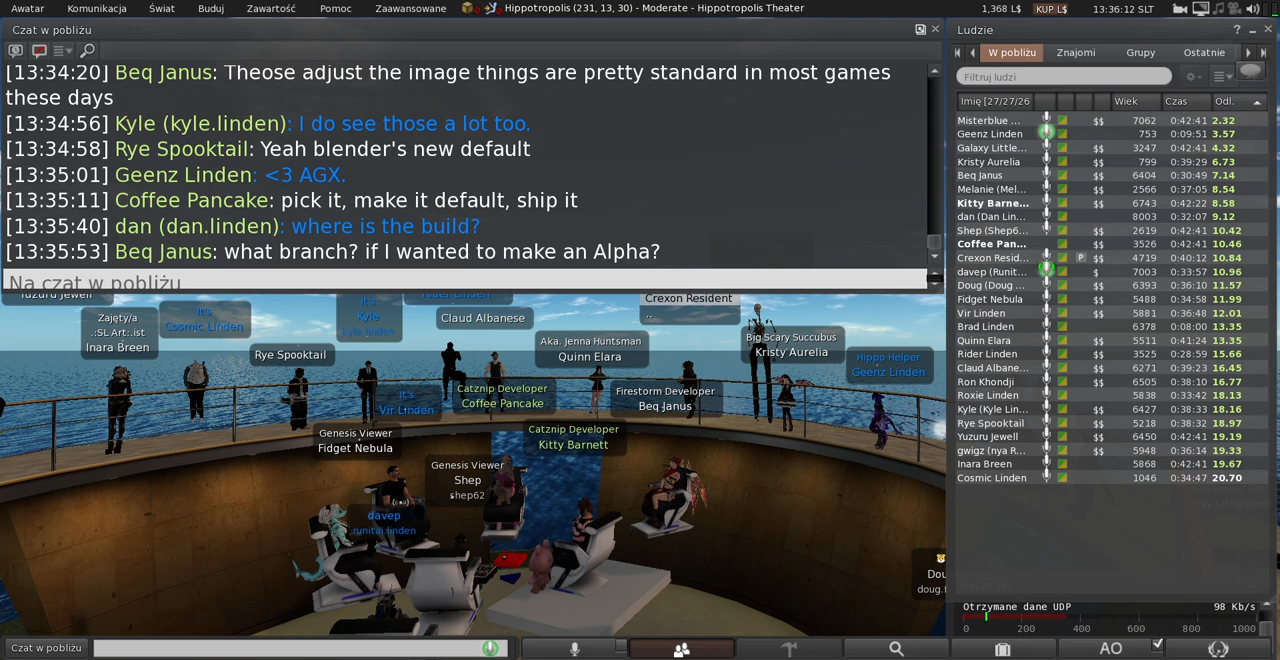 Awatar Komunikacja Świat Buduj Zawartość Pomoc Zaawansowane Hippotropolis (231, 13, 30) - Moderate - Hippotropolis Theater 1,368 L$ KUP L$ 13:36:12 SLT
Czat w pobliżu
[13:34:20] Beq Janus: Theose adjust the image things are pretty standard in most games
these days
[13:34:56] Kyle (kyle.linden): I do see those a lot too.
[13:34:58] Rye Spooktail: Yeah blender's new default
[13:35:01] Geenz Linden: <3 AGX.
[13:35:11] Coffee Pancake: pick it, make it default, ship it
[13:35:40] dan (dan.linden): where is the build?
[13:35:53] Beq Janus: what branch? if I wanted to make an Alpha?
Na czat w pobliżu
Yuzuru Jewell
Zajęty/a
.:SL Art:.ist
Inara Breen
It's
Cosmic Linden
Rye Spooktail
It's
Kyle
kyle.linden
Rider Linden
Claud Albanese
Aka. Jenna Huntsman
Quinn Elara
Crexon Resident
..
Big Scary Succubus
Kristy Aurelia
Hippo Helper
Geenz Linden
It's
Vir Linden
Catznip Developer
Coffee Pancake
Firestorm Developer
Beq Janus
Genesis Viewer
Fidget Nebula
Catznip Developer
Kitty Barnett
Genesis Viewer
Shep
shep62
davep
runitai.linden
Dou
doug.f
Ludzie
W pobliżu Znajomi Grupy Ostatnie
Filtruj ludzi
Imię [27/27/26 Wiek Czas Odl.
Misterblue ... $$ 7062 0:42:41 2.32
Geenz Linden 753 0:09:51 3.57
Galaxy Little... $$ 3247 0:42:41 4.32
Kristy Aurelia 799 0:39:29 6.73
Beq Janus $$ 6404 0:30:49 7.14
Melanie (Mel... $$ 2566 0:37:05 8.54
Kitty Barne... $$ 6743 0:42:22 8.58
dan (Dan Lin... 8003 0:32:07 9.12
Shep (Shep6... $$ 2619 0:42:41 10.42
Coffee Pan... $$ 3526 0:42:41 10.46
Crexon Resid... P $$ 4719 0:40:12 10.84
davep (Runit... $ 7003 0:33:57 10.96
Doug (Doug ... $$ 6393 0:36:10 11.57
Fidget Nebula $$ 5488 0:34:58 11.99
Vir Linden $$ 5881 0:36:48 12.01
Brad Linden 6378 0:08:00 13.35
Quinn Elara $$ 5511 0:41:24 13.35
Rider Linden $$ 3525 0:28:59 15.66
Claud Albane... $$ 6271 0:39:23 16.45
Ron Khondji $$ 6505 0:38:10 16.77
Roxie Linden 5838 0:33:42 18.13
Kyle (Kyle Lin... $$ 6427 0:38:33 18.16
Rye Spooktail $$ 5218 0:38:32 18.97
Yuzuru Jewell $$ 6450 0:42:41 19.19
gwigz (nya R... $$ 5948 0:36:14 19.33
Inara Breen 5868 0:42:41 19.67
Cosmic Linden 1046 0:34:47 20.70
Otrzymane dane UDP 98 Kb/s
0 200 400 600 800 1000
Czat w pobliżu
AO